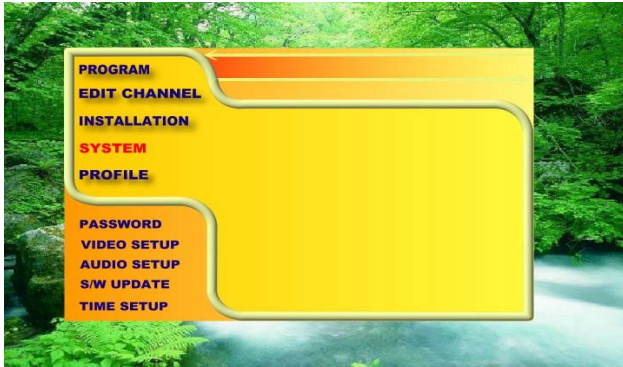 PROGRAM
EDIT CHANNEL
INSTALLATION
SYSTEM
PROFILE
PASSWORD
VIDEO SETUP
AUDIO SETUP
S/W UPDATE
TIME SETUP